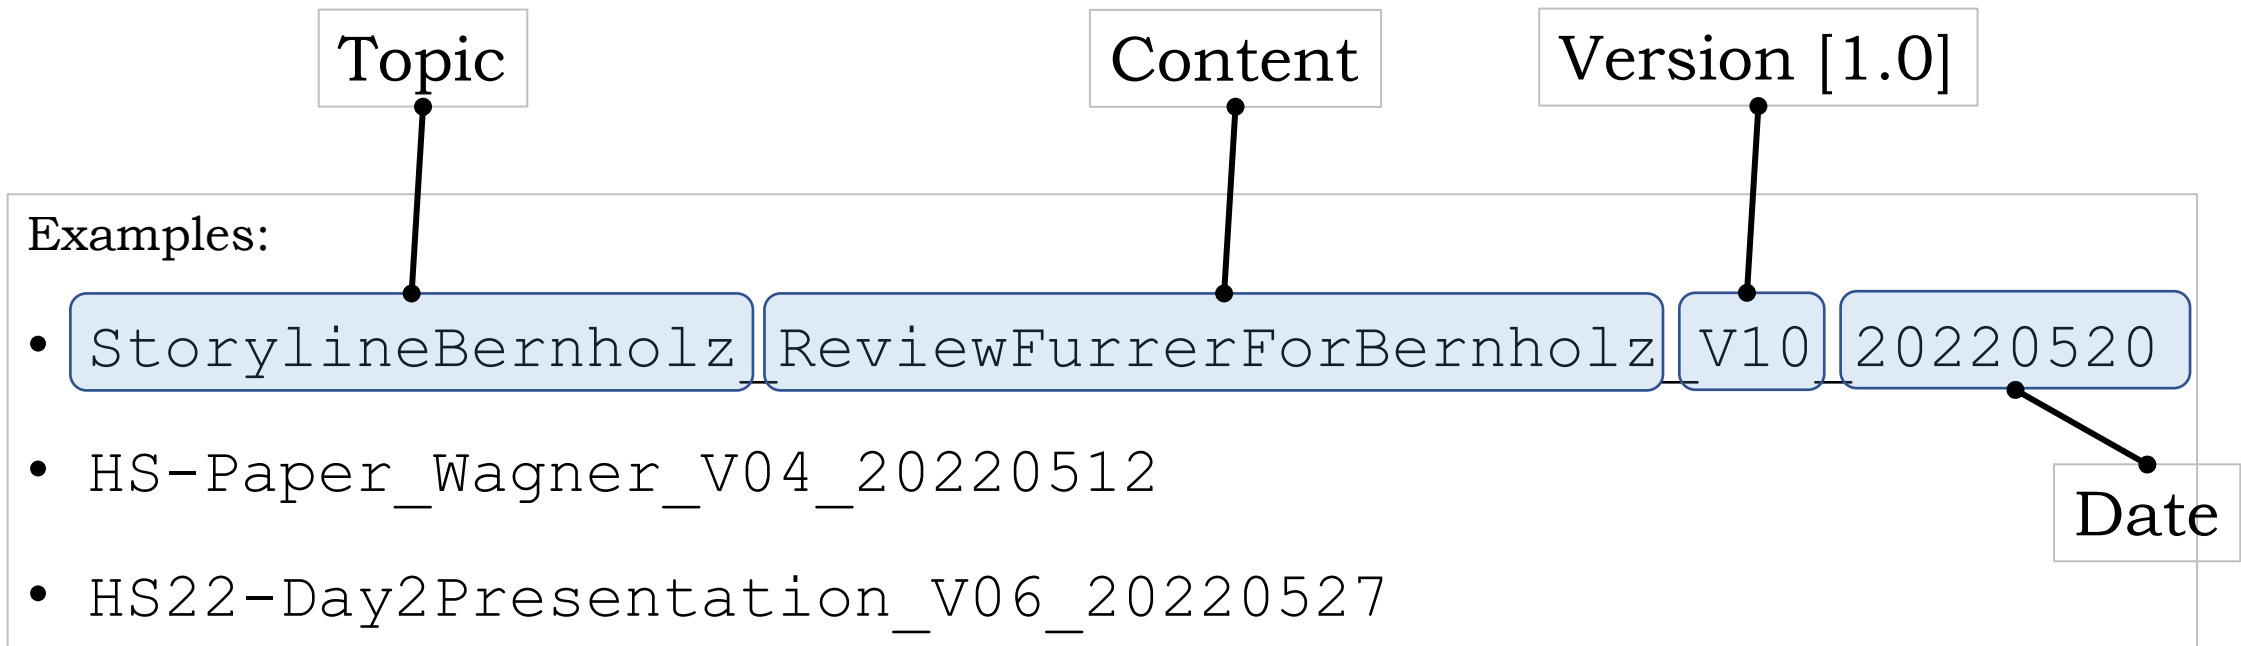 Topic
Content
Version [1.0]
Examples:
• StorylineBernholz_ReviewFurrerForBernholz_V10_20220520
• HS-Paper_Wagner_V04_20220512
Date
• HS22-Day2Presentation_V06_20220527